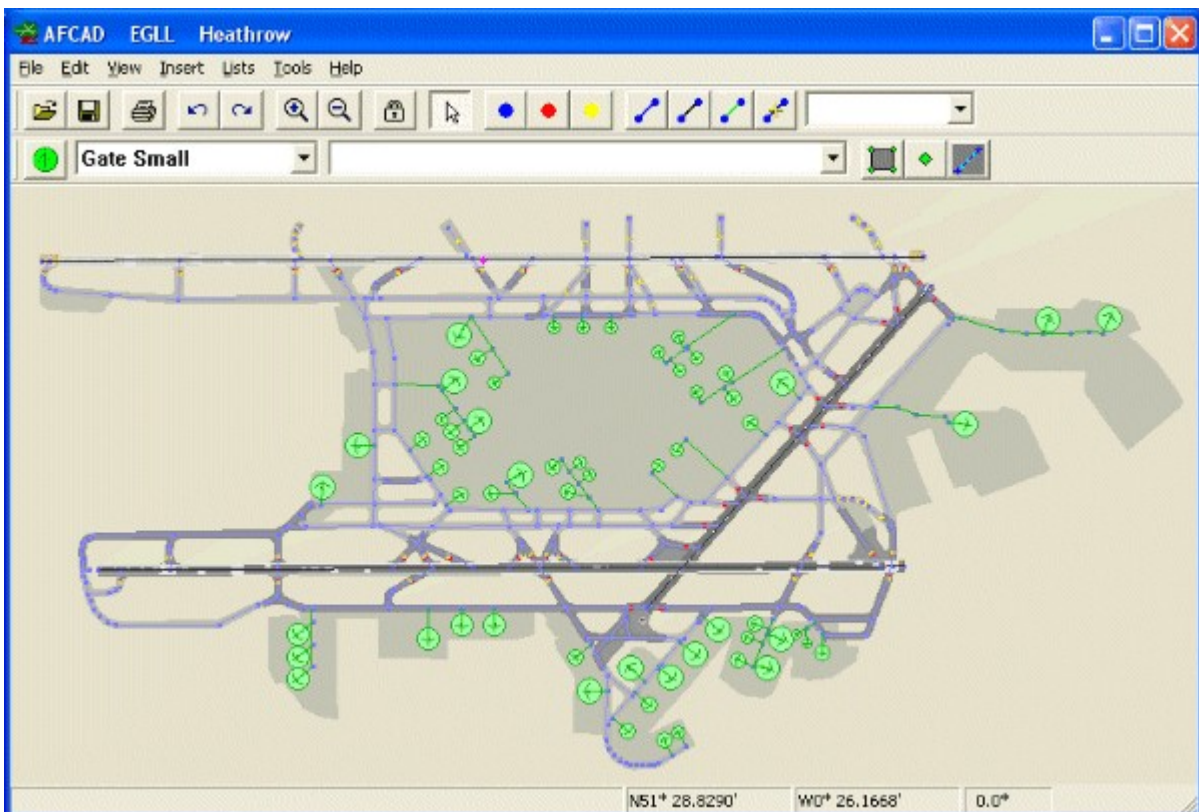 AFCAD EGLL Heathrow
File Edit View Insert Lists Tools Help
Gate Small
N51* 28.8290' W0* 26.1668' 0.0*